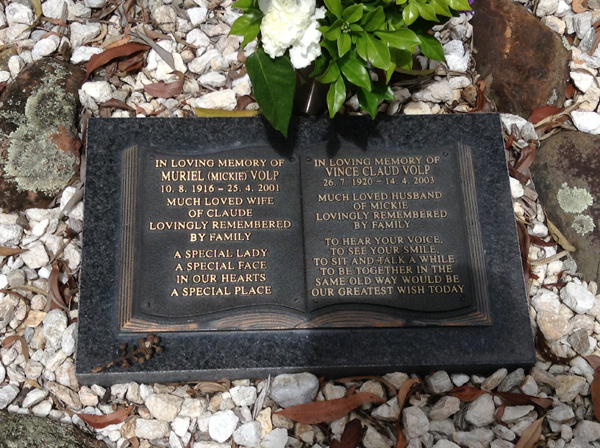 IN LOVING MEMORY OF
MURIEL (MICKIE) VOLP
10. 8. 1916 – 25. 4. 2001
MUCH LOVED WIFE
OF CLAUDE
LOVINGLY REMEMBERED
BY FAMILY
A SPECIAL LADY
A SPECIAL FACE
IN OUR HEARTS
A SPECIAL PLACE
IN LOVING MEMORY OF
VINCE CLAUD VOLP
26. 7. 1920 – 14. 4. 2003
MUCH LOVED HUSBAND
OF MICKIE
LOVINGLY REMEMBERED
BY FAMILY
TO HEAR YOUR VOICE,
TO SEE YOUR SMILE,
TO SIT AND TALK A WHILE
TO BE TOGETHER IN THE
SAME OLD WAY WOULD BE
OUR GREATEST WISH TODAY